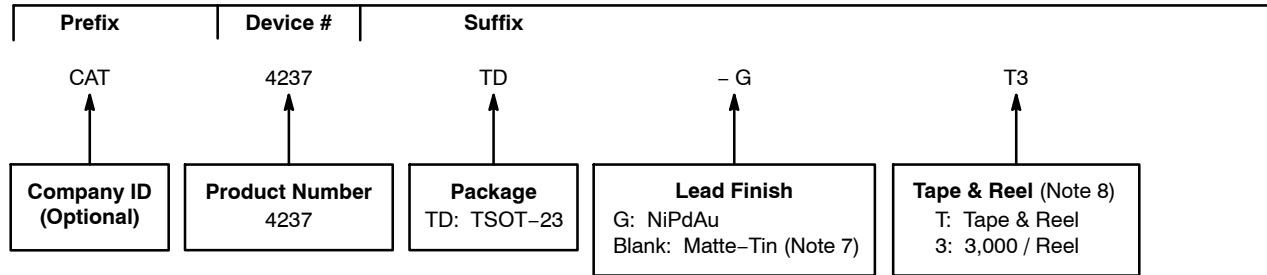 Prefix Device # Suffix
CAT 4237 TD – G T3
Company ID
(Optional)
Product Number
4237
Package
TD: TSOT−23
Lead Finish
G: NiPdAu
Blank: Matte−Tin (Note 7)
Tape & Reel (Note 8)
T: Tape & Reel
3: 3,000 / Reel